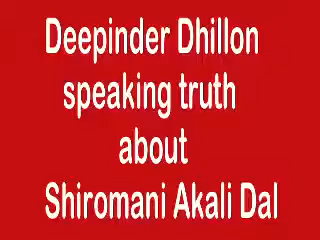 Deepinder Dhillon
speaking truth
about
Shiromani Akali Dal